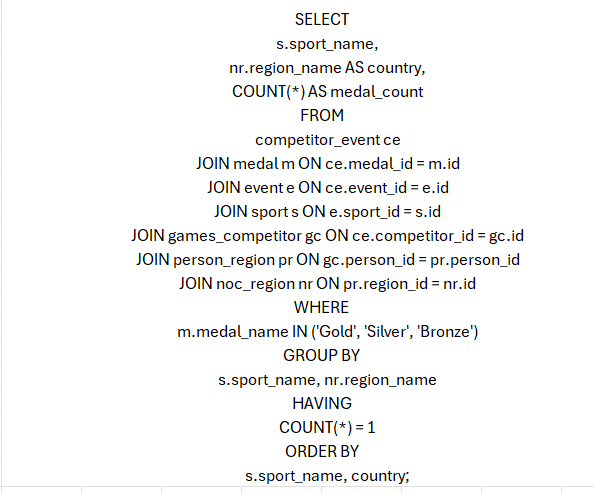 SELECT
s.sport_name,
nr.region_name AS country,
COUNT(*) AS medal_count
FROM
competitor_event ce
JOIN medal m ON ce.medal_id = m.id
JOIN event e ON ce.event_id = e.id
JOIN sport s ON e.sport_id = s.id
JOIN games_competitor gc ON ce.competitor_id = gc.id
JOIN person_region pr ON gc.person_id = pr.person_id
JOIN noc_region nr ON pr.region_id = nr.id
WHERE
m.medal_name IN ('Gold', 'Silver', 'Bronze')
GROUP BY
s.sport_name, nr.region_name
HAVING
COUNT(*) = 1
ORDER BY
s.sport_name, country;